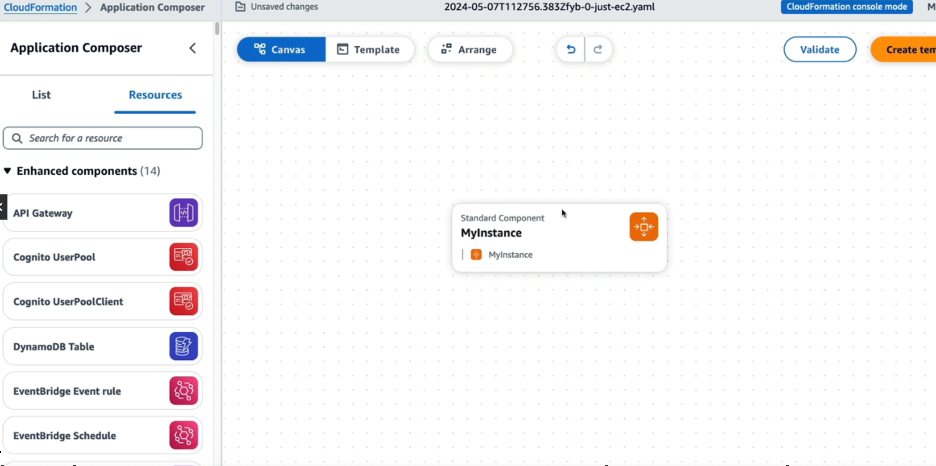 CloudFormation > Application Composer
Unsaved changes
2024-05-07T112756.383Zfyb-0-just-ec2.yaml
CloudFormation console mode
Application Composer
Canvas
Template
Arrange
Validate
Create tem
List
Resources
Search for a resource
Enhanced components (14)
API Gateway
Cognito UserPool
Cognito UserPoolClient
DynamoDB Table
EventBridge Event rule
EventBridge Schedule
Standard Component
MyInstance
MyInstance